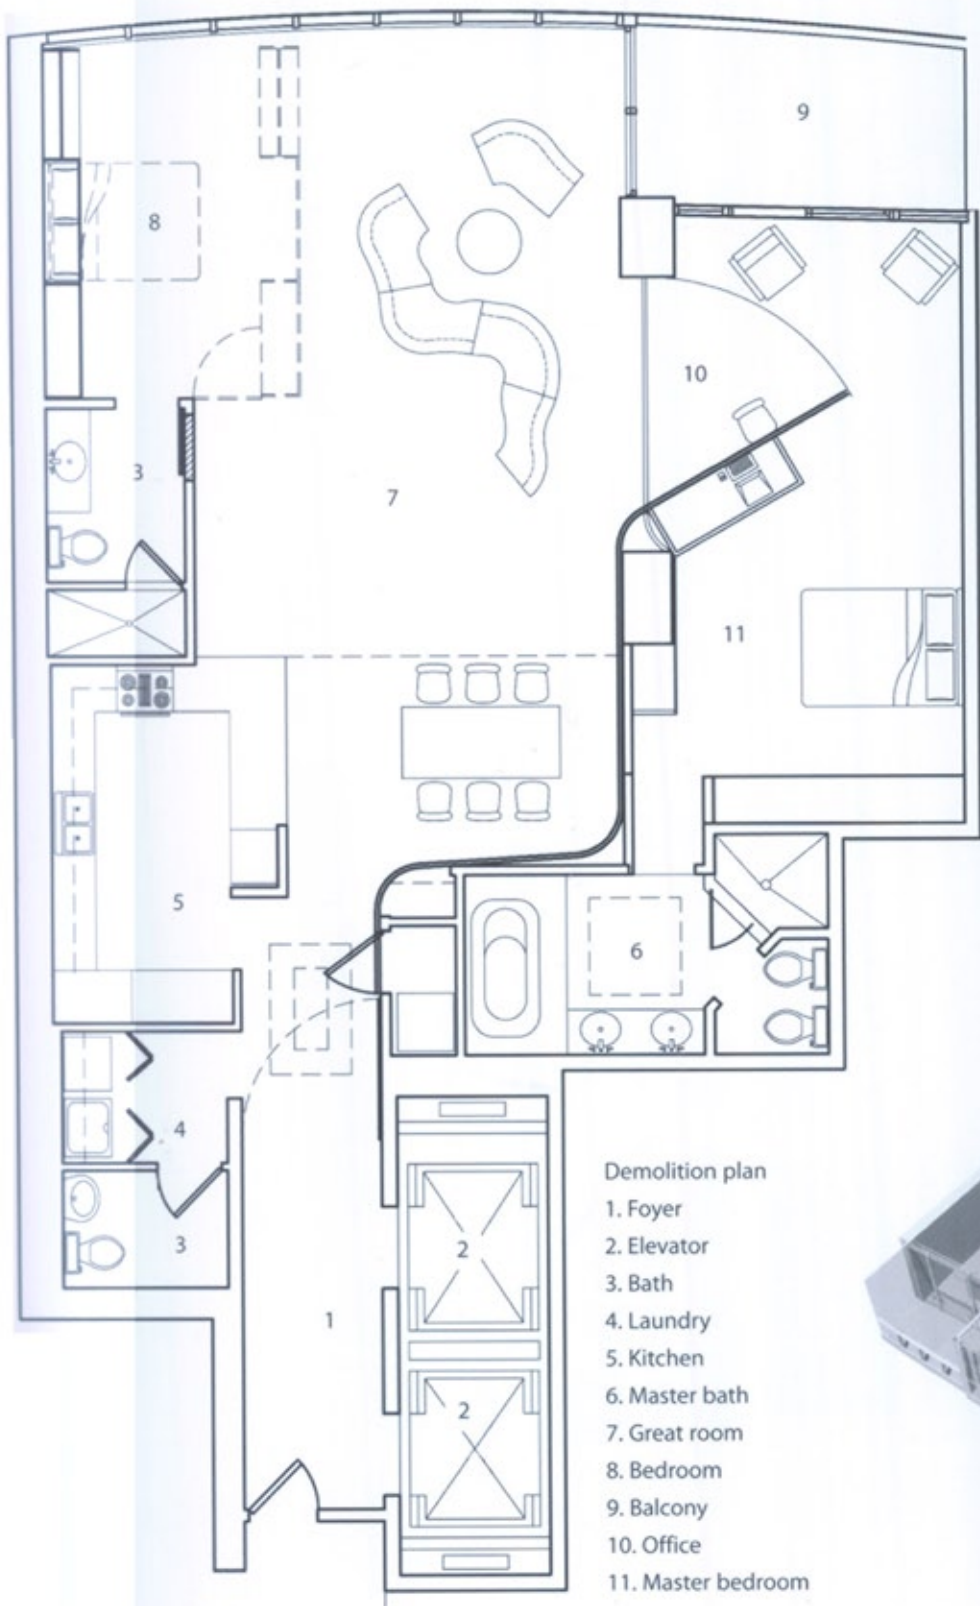 9
8
10
3
7
11
5
6
4
3
2
1
2
Demolition plan
1. Foyer
2. Elevator
3. Bath
4. Laundry
5. Kitchen
6. Master bath
7. Great room
8. Bedroom
9. Balcony
10. Office
11. Master bedroom